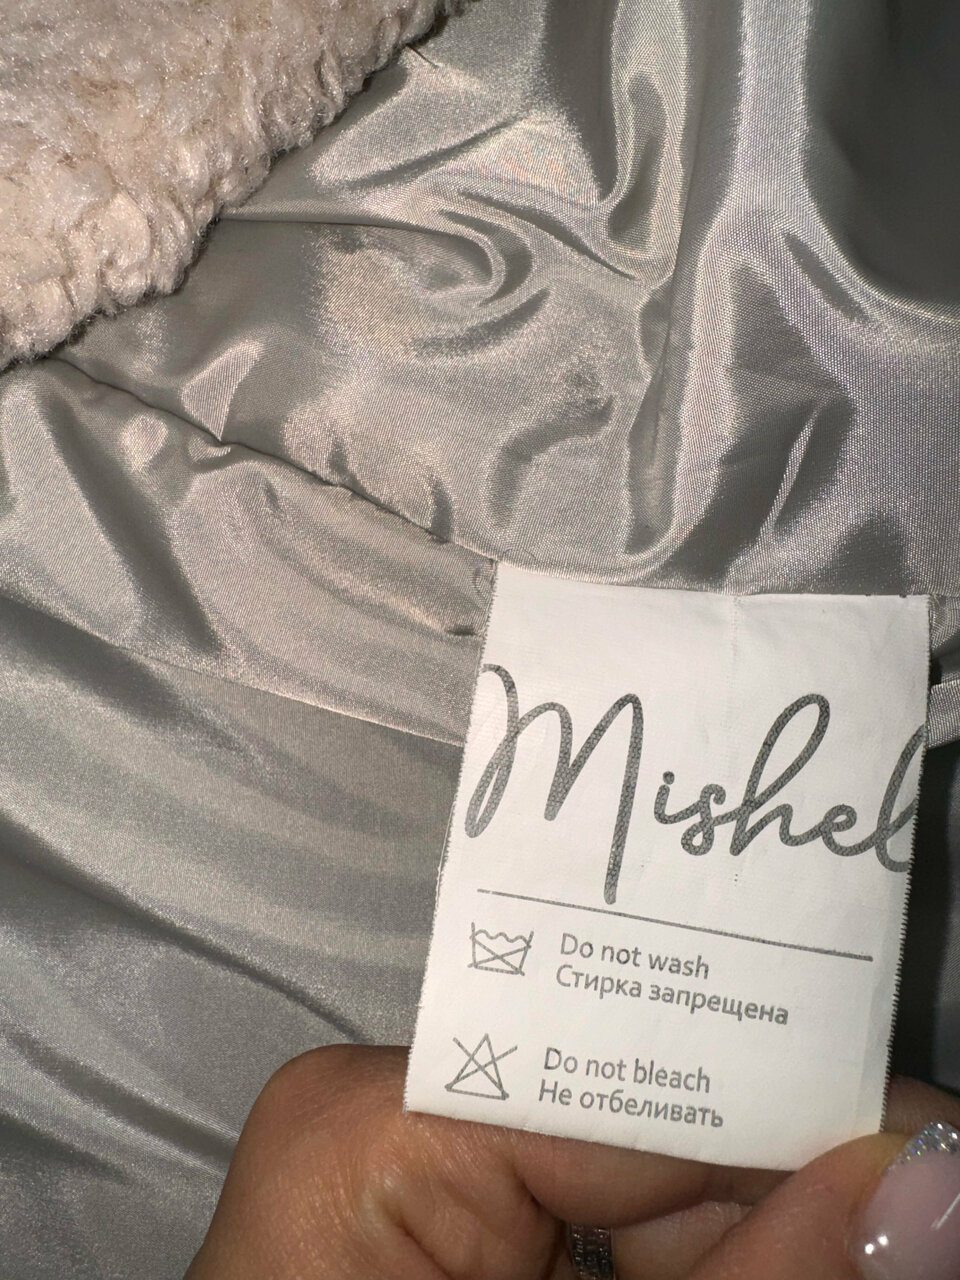 Mishel
Do not wash
Стирка запрещена
Do not bleach
Не отбеливать